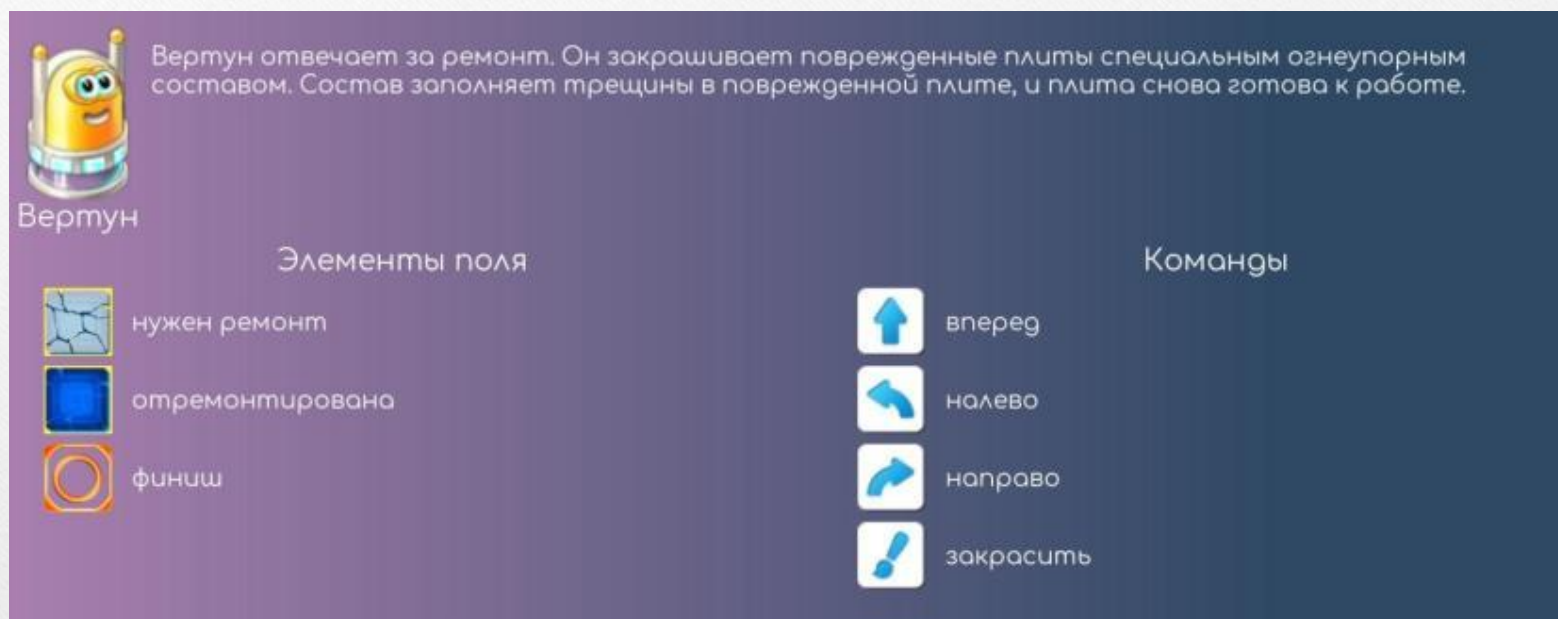 Вертун отвечает за ремонт. Он закрашивает поврежденные плиты специальным огнеупорным
составом. Состав заполняет трещины в поврежденной плите, и плита снова готова к работе.
Вертун
Элементы поля
нужен ремонт
отремонтирована
финиш
Команды
вперед
налево
направо
закрасить